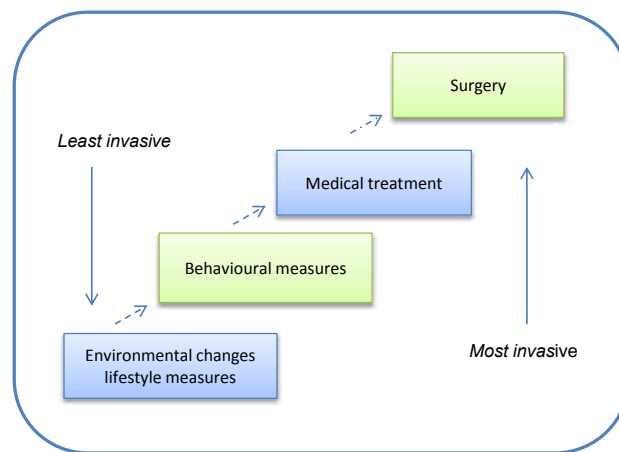 Surgery
Least invasive
Medical treatment
Behavioural measures
Environmental changes
lifestyle measures
Most invasive